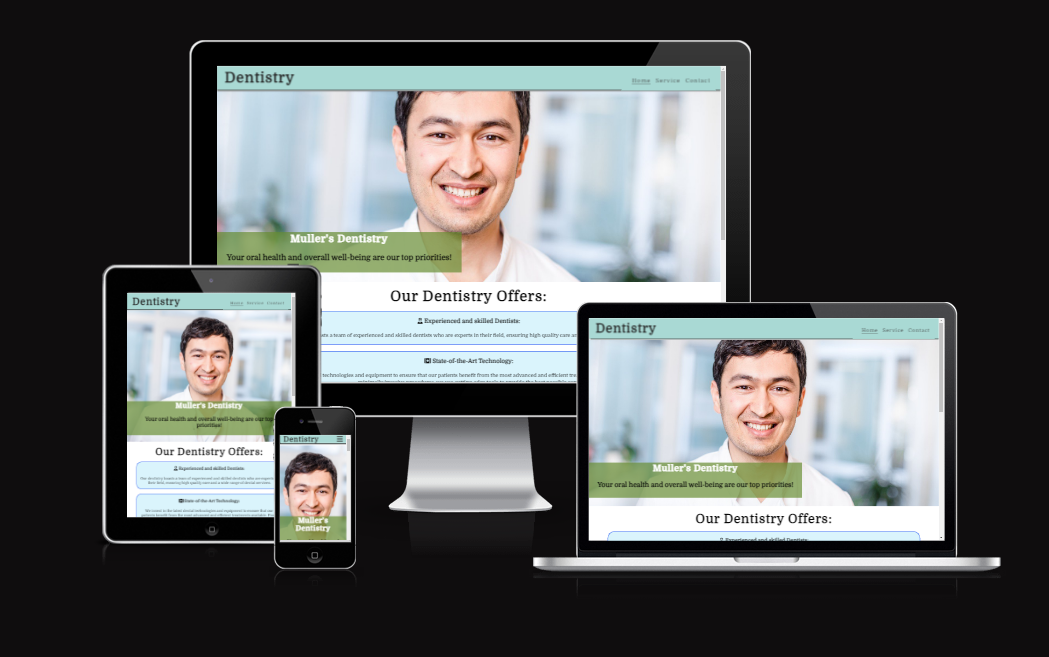 Dentistry
Home Service Contact
Muller's Dentistry
Your oral health and overall well-being are our top priorities!
Our Dentistry Offers:
Experienced and skilled Dentists:
a team of experienced and skilled dentists who are experts in their field, ensuring high quality care
State-of-the-Art Technology:
technologies and equipment to ensure that our patients benefit from the most advanced and efficient
Dentistry
Home Service Contact
Muller's Dentistry
Your oral health and overall well-being are our top
priorities!
Our Dentistry Offers:
Experienced and skilled Dentists:
State-of-the-Art Technology:
Dentistry
Muller's
Dentistry
Dentistry
Home Service Contact
Muller's Dentistry
Your oral health and overall well-being are our top priorities!
Our Dentistry Offers:
Experienced and skilled Dentists: